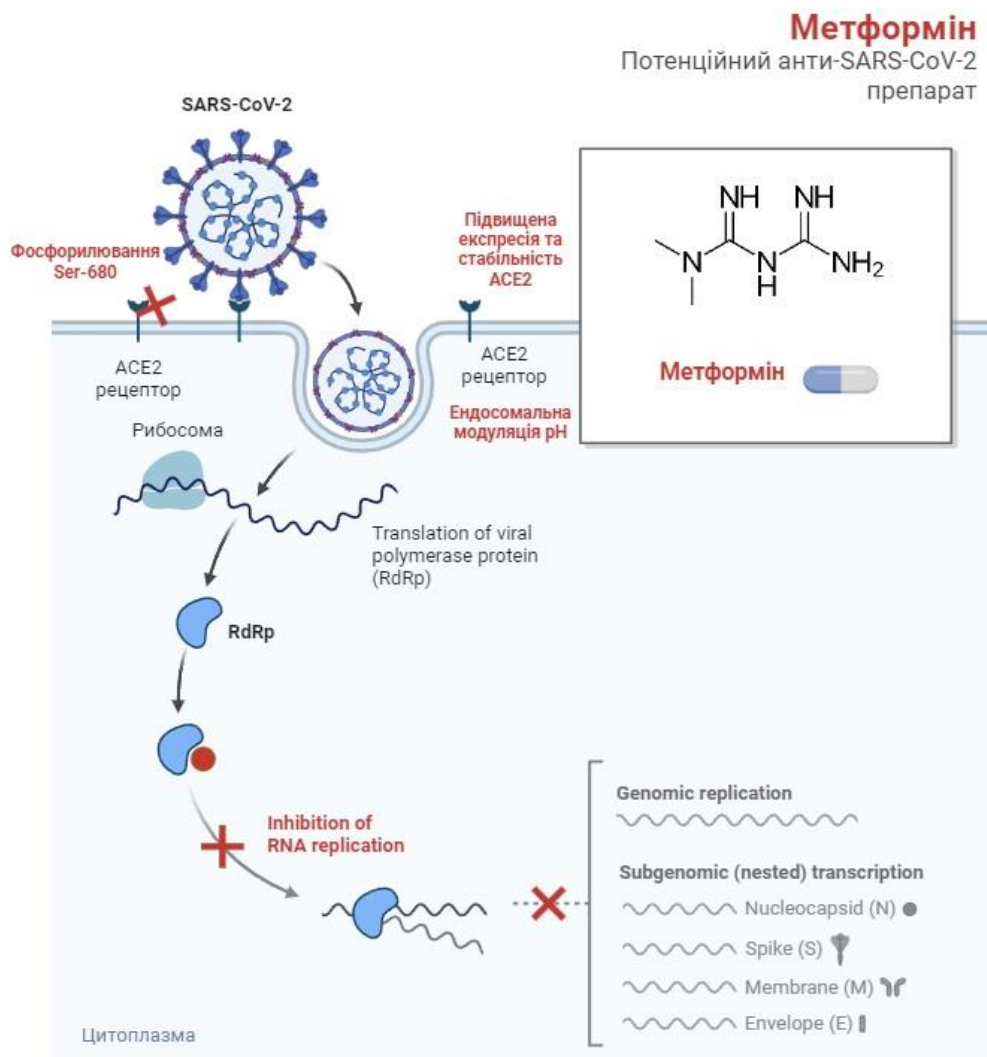 Метформін
Потенційний анти-SARS-CoV-2
препарат
SARS-CoV-2
Фосфорилювання
Ser-680
Підвищена
експресія та
стабільність
ACE2
ACE2
рецептор
ACE2
рецептор
Ендосомальна
модуляція pH
NH
NH
N
N
H
NH2
Метформін
Рибосома
Translation of viral
polymerase protein
(RdRp)
RdRp
Inhibition of
RNA replication
Genomic replication
Subgenomic (nested) transcription
Nucleocapsid (N)
Spike (S)
Membrane (M)
Envelope (E)
Цитоплазма